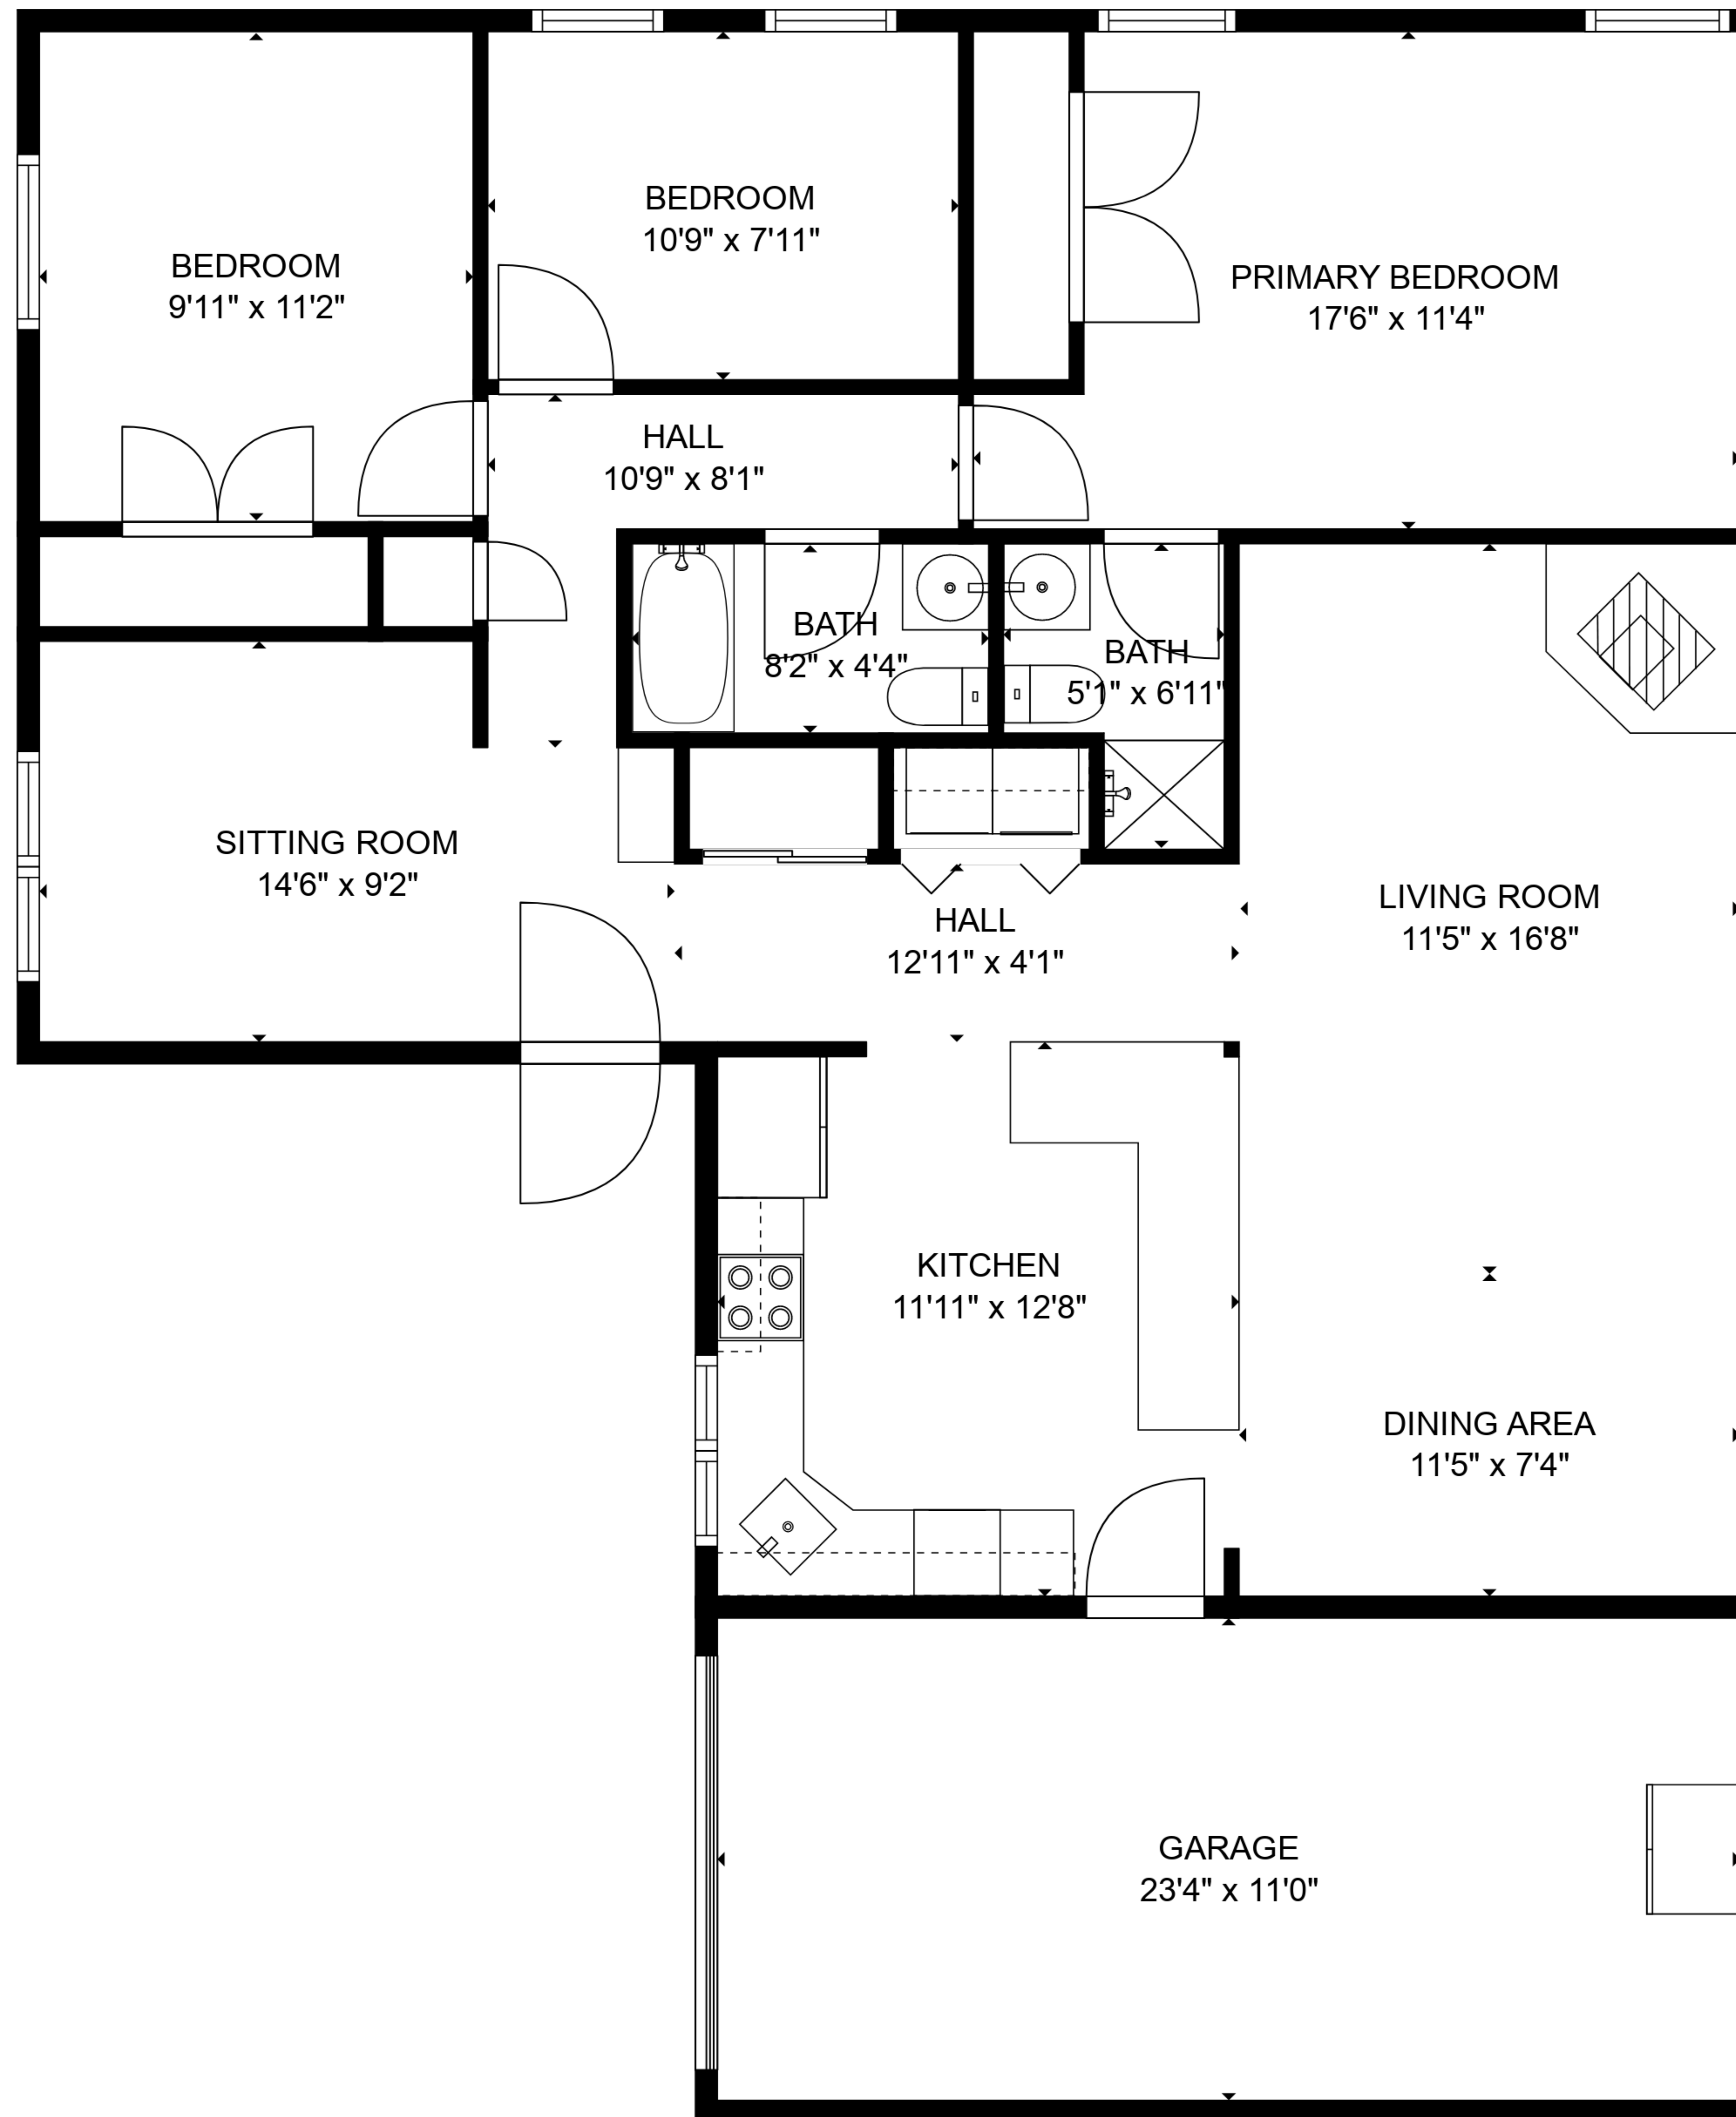 BEDROOM
10'9" x 7'11"
BEDROOM
9'11" x 11'2"
PRIMARY BEDROOM
17'6" x 11'4"
HALL
10'9" x 8'1"
BATH
8'2" x 4'4"
BATH
5'1" x 6'11"
SITTING ROOM
14'6" x 9'2"
HALL
12'11" x 4'1"
LIVING ROOM
11'5" x 16'8"
KITCHEN
11'11" x 12'8"
DINING AREA
11'5" x 7'4"
GARAGE
23'4" x 11'0"